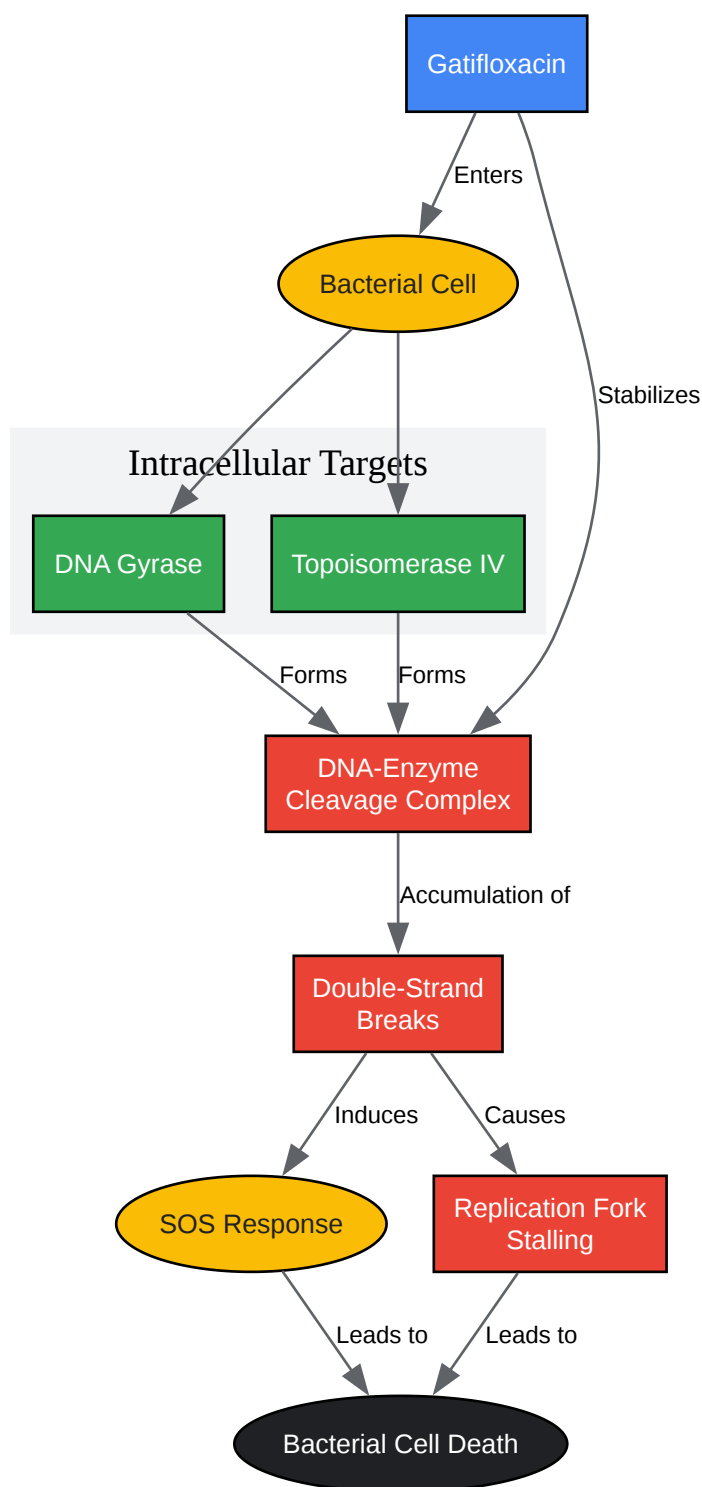 Gatifloxacin
Enters
Bacterial Cell
Stabilizes
Intracellular Targets
DNA Gyrase
Topoisomerase IV
Forms
Forms
DNA-Enzyme
Cleavage Complex
Accumulation of
Double-Strand
Breaks
Induces
Causes
SOS Response
Replication Fork
Stalling
Leads to
Leads to
Bacterial Cell Death